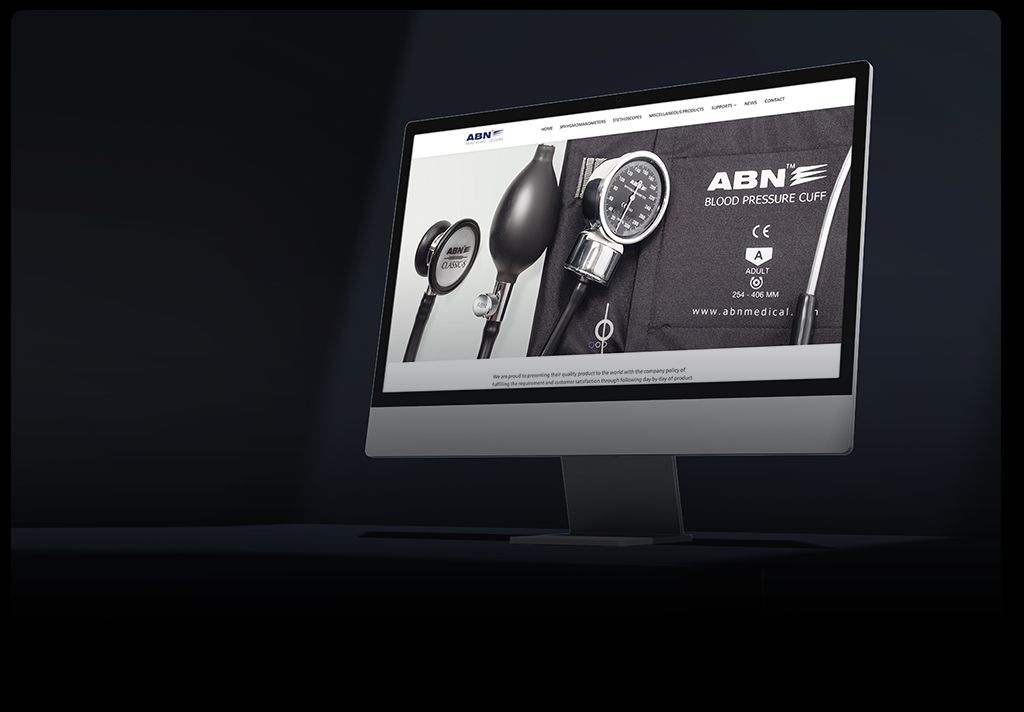 ABN
HOME SPHYGMOMANOMETERS STETHOSCOPES MISCELLANEOUS PRODUCTS SUPPORTS NEWS CONTACT
ABN™
BLOOD PRESSURE CUFF
CE
A
ADULT
254 - 406 MM
www.abnmedical.
ABN
CLASSIC-S
ABN
We are proud to presenting their quality product to the world with the company policy of
fulfilling the requirement and customer satisfaction through following day by day of product